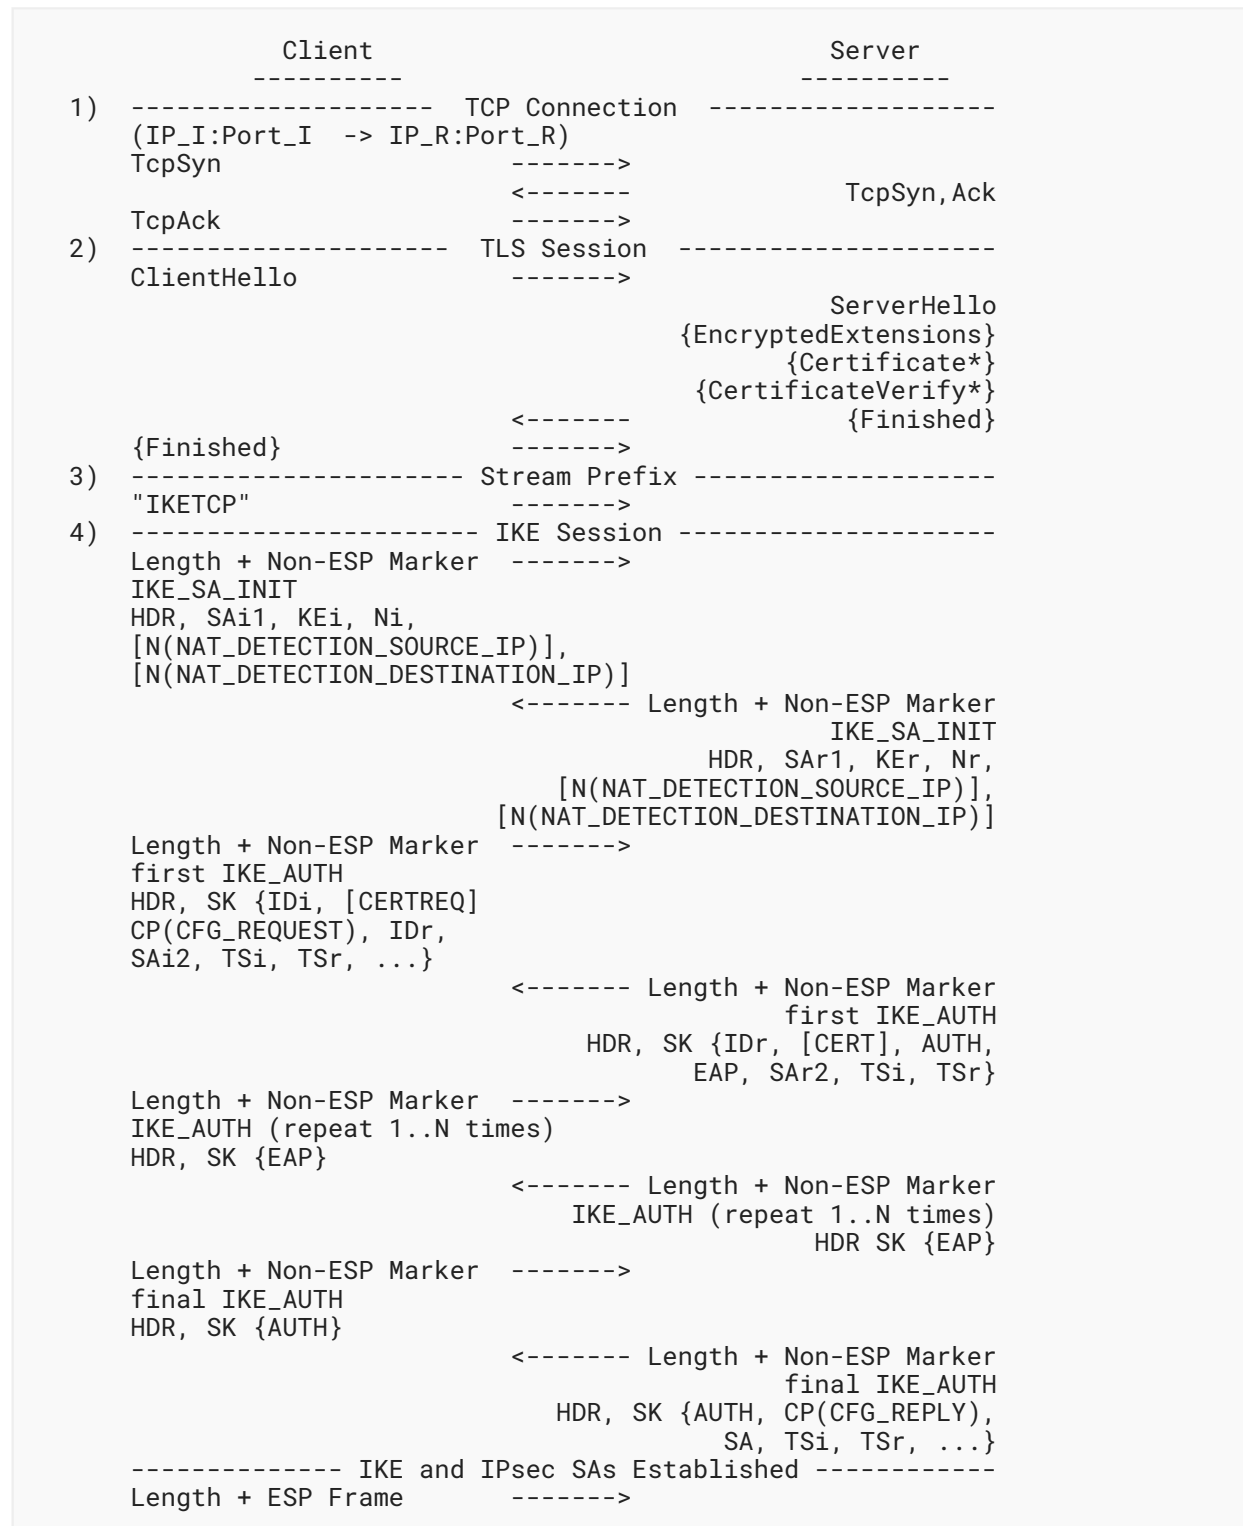 Client                              Server
----------                          ----------
1)  --------------------  TCP Connection  -------------------
(IP_I:Port_I  -> IP_R:Port_R)
TcpSyn                   ------->
<-------              TcpSyn,Ack
TcpAck                   ------->
2)  ---------------------  TLS Session  ---------------------
ClientHello              ------->
ServerHello
{EncryptedExtensions}
{Certificate*}
{CertificateVerify*}
<-------              {Finished}
{Finished}               ------->
3)  ---------------------- Stream Prefix --------------------
"IKETCP"                 ------->
4)  ----------------------- IKE Session ---------------------
Length + Non-ESP Marker  ------->
IKE_SA_INIT
HDR, SAi1, KEi, Ni,
[N(NAT_DETECTION_SOURCE_IP)],
[N(NAT_DETECTION_DESTINATION_IP)]
<------- Length + Non-ESP Marker
IKE_SA_INIT
HDR, SAr1, KEr, Nr,
[N(NAT_DETECTION_SOURCE_IP)],
[N(NAT_DETECTION_DESTINATION_IP)]
Length + Non-ESP Marker  ------->
first IKE_AUTH
HDR, SK {IDi, [CERTREQ]
CP(CFG_REQUEST), IDr,
SAi2, TSi, TSr, ...}
<------- Length + Non-ESP Marker
first IKE_AUTH
HDR, SK {IDr, [CERT], AUTH,
EAP, SAr2, TSi, TSr}
Length + Non-ESP Marker  ------->
IKE_AUTH (repeat 1..N times)
HDR, SK {EAP}
<------- Length + Non-ESP Marker
IKE_AUTH (repeat 1..N times)
HDR SK {EAP}
Length + Non-ESP Marker  ------->
final IKE_AUTH
HDR, SK {AUTH}
<------- Length + Non-ESP Marker
final IKE_AUTH
HDR, SK {AUTH, CP(CFG_REPLY),
SA, TSi, TSr, ...}
-------------- IKE and IPsec SAs Established ------------
Length + ESP Frame       ------->